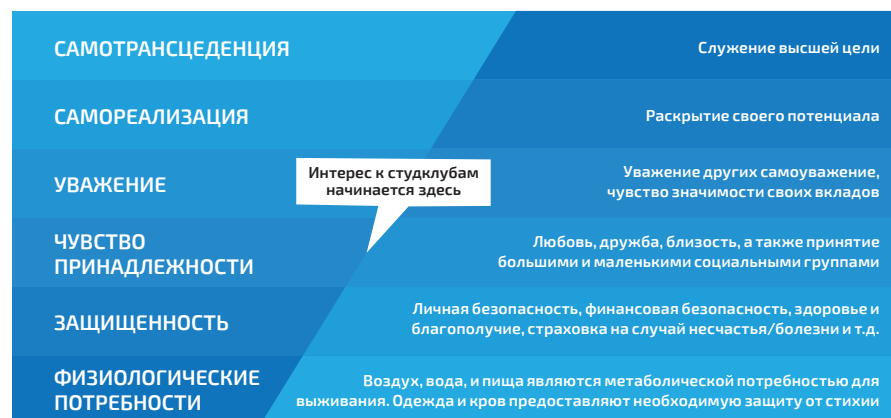 САМОТРАНСЦЕДЕНЦИЯ
Служение высшей цели
САМОРЕАЛИЗАЦИЯ
Раскрытие своего потенциала
УВАЖЕНИЕ
Интерес к студклубам
начинается здесь
Уважение других самоуважение,
чувство значимости своих вкладов
ЧУВСТВО
ПРИНАДЛЕЖНОСТИ
Любовь, дружба, близость, а также принятие
большими и маленькими социальными группами
ЗАЩИЩЕННОСТЬ
Личная безопасность, финансовая безопасность, здоровье и
благополучие, страховка на случай несчастья/болезни и т.д.
ФИЗИОЛОГИЧЕСКИЕ
ПОТРЕБНОСТИ
Воздух, вода, и пища являются метаболической потребностью для
выживания. Одежда и кров предоставляют необходимую защиту от стихии